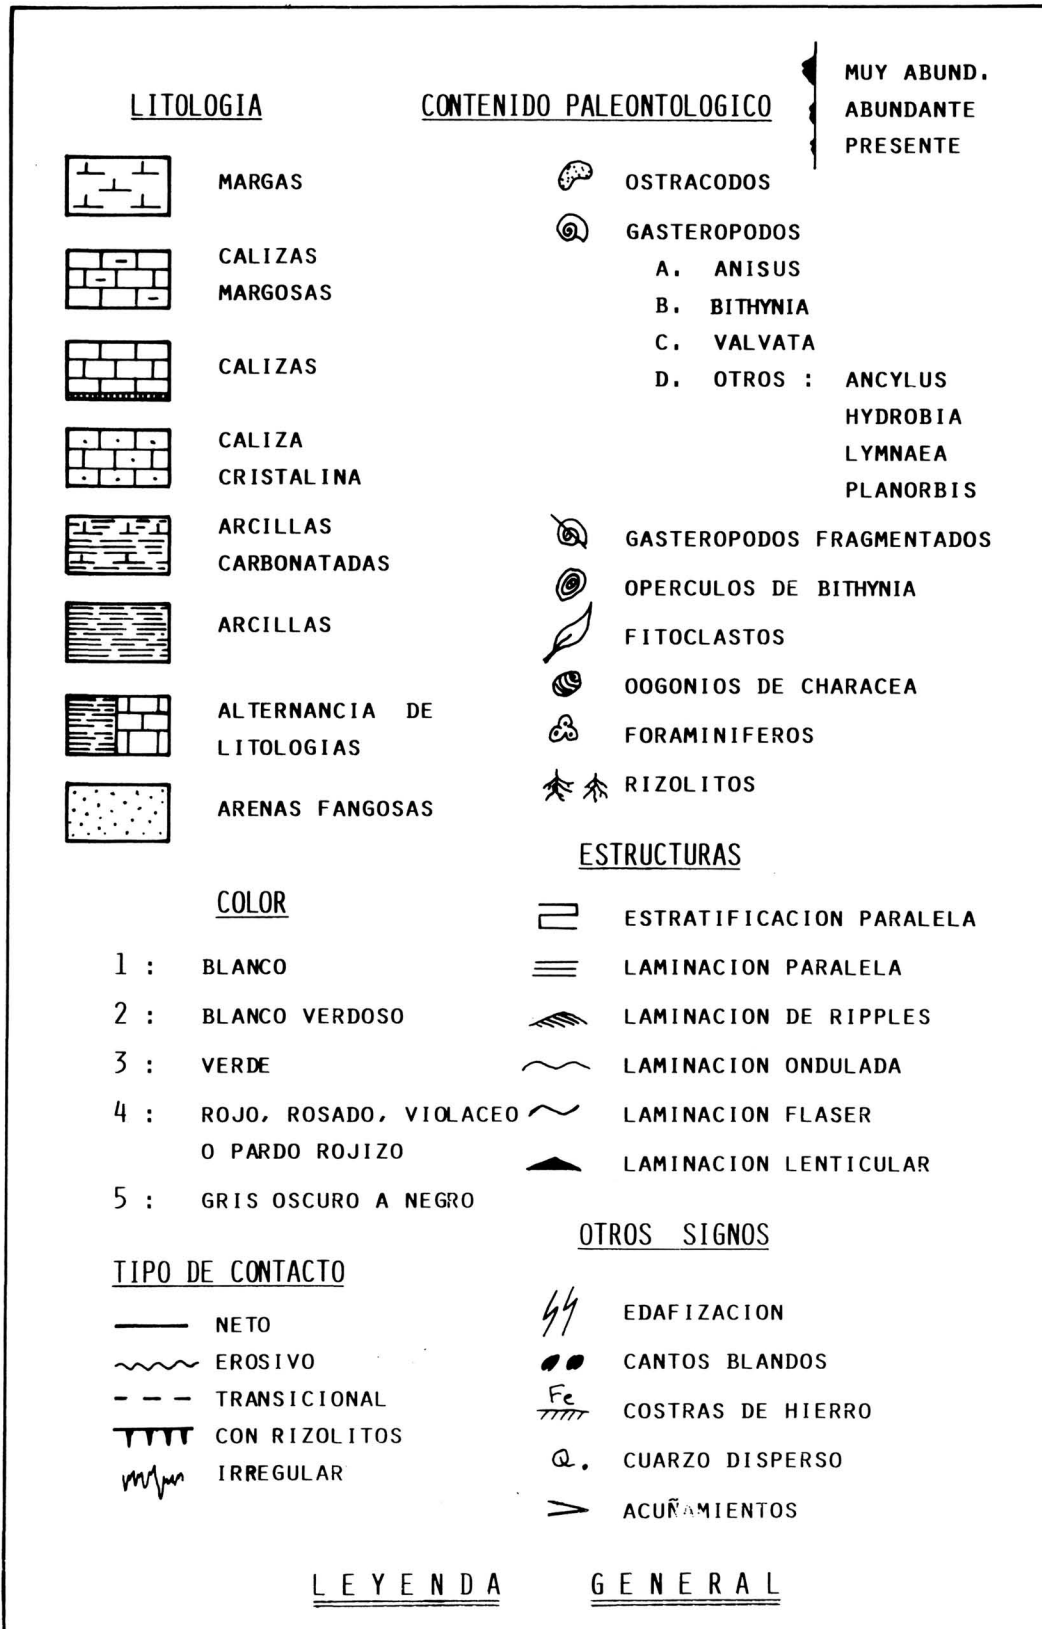 LITOLOGIA
MARGAS
CALIZAS
MARGOSAS
CALIZAS
CALIZA
CRISTALINA
ARCILLAS
CARBONATADAS
ARCILLAS
ALTERNANCIA DE
LITOLOGIAS
ARENAS FANGOSAS
COLOR
1 : BLANCO
2 : BLANCO VERDOSO
3 : VERDE
4 : ROJO, ROSADO, VIOLACEO
O PARDO ROJIZO
5 : GRIS OSCURO A NEGRO
TIPO DE CONTACTO
NETO
EROSIVO
TRANSICIONAL
CON RIZOLITOS
IRREGULAR
CONTENIDO PALEONTOLOGICO
MUY ABUND.
ABUNDANTE
PRESENTE
OSTRACODOS
GASTEROPODOS
A. ANISUS
B. BITHYNIA
C. VALVATA
D. OTROS : ANCYLUS
HYDROBIA
LYMNAEA
PLANORBIS
GASTEROPODOS FRAGMENTADOS
OPERCULOS DE BITHYNIA
FITOCLASTOS
OOGONIOS DE CHARACEA
FORAMINIFEROS
RIZOLITOS
ESTRUCTURAS
ESTRATIFICACION PARALELA
LAMINACION PARALELA
LAMINACION DE RIPPLES
LAMINACION ONDULADA
LAMINACION FLASER
LAMINACION LENTICULAR
OTROS SIGNOS
EDAFIZACION
CANTOS BLANDOS
Fe COSTRAS DE HIERRO
Q. CUARZO DISPERSO
ACUÑAMIENTOS
LEYENDA GENERAL